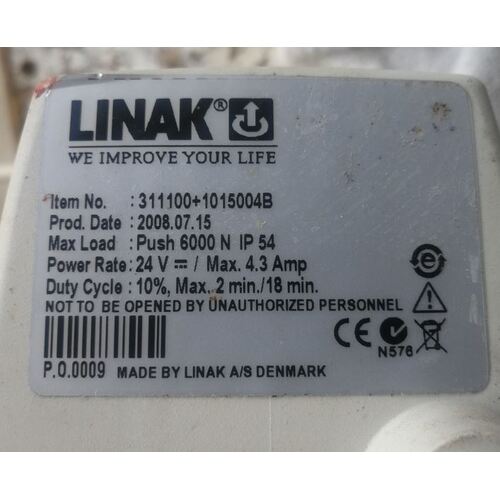 LINAK®
WE IMPROVE YOUR LIFE
Item No. : 311100+1015004B
Prod. Date : 2008.07.15
Max Load : Push 6000 N IP 54
Power Rate : 24 V ⎓ / Max. 4.3 Amp
Duty Cycle : 10%, Max. 2 min./18 min.
NOT TO BE OPENED BY UNAUTHORIZED PERSONNEL
CE N576
P.O.0009 MADE BY LINAK A/S DENMARK